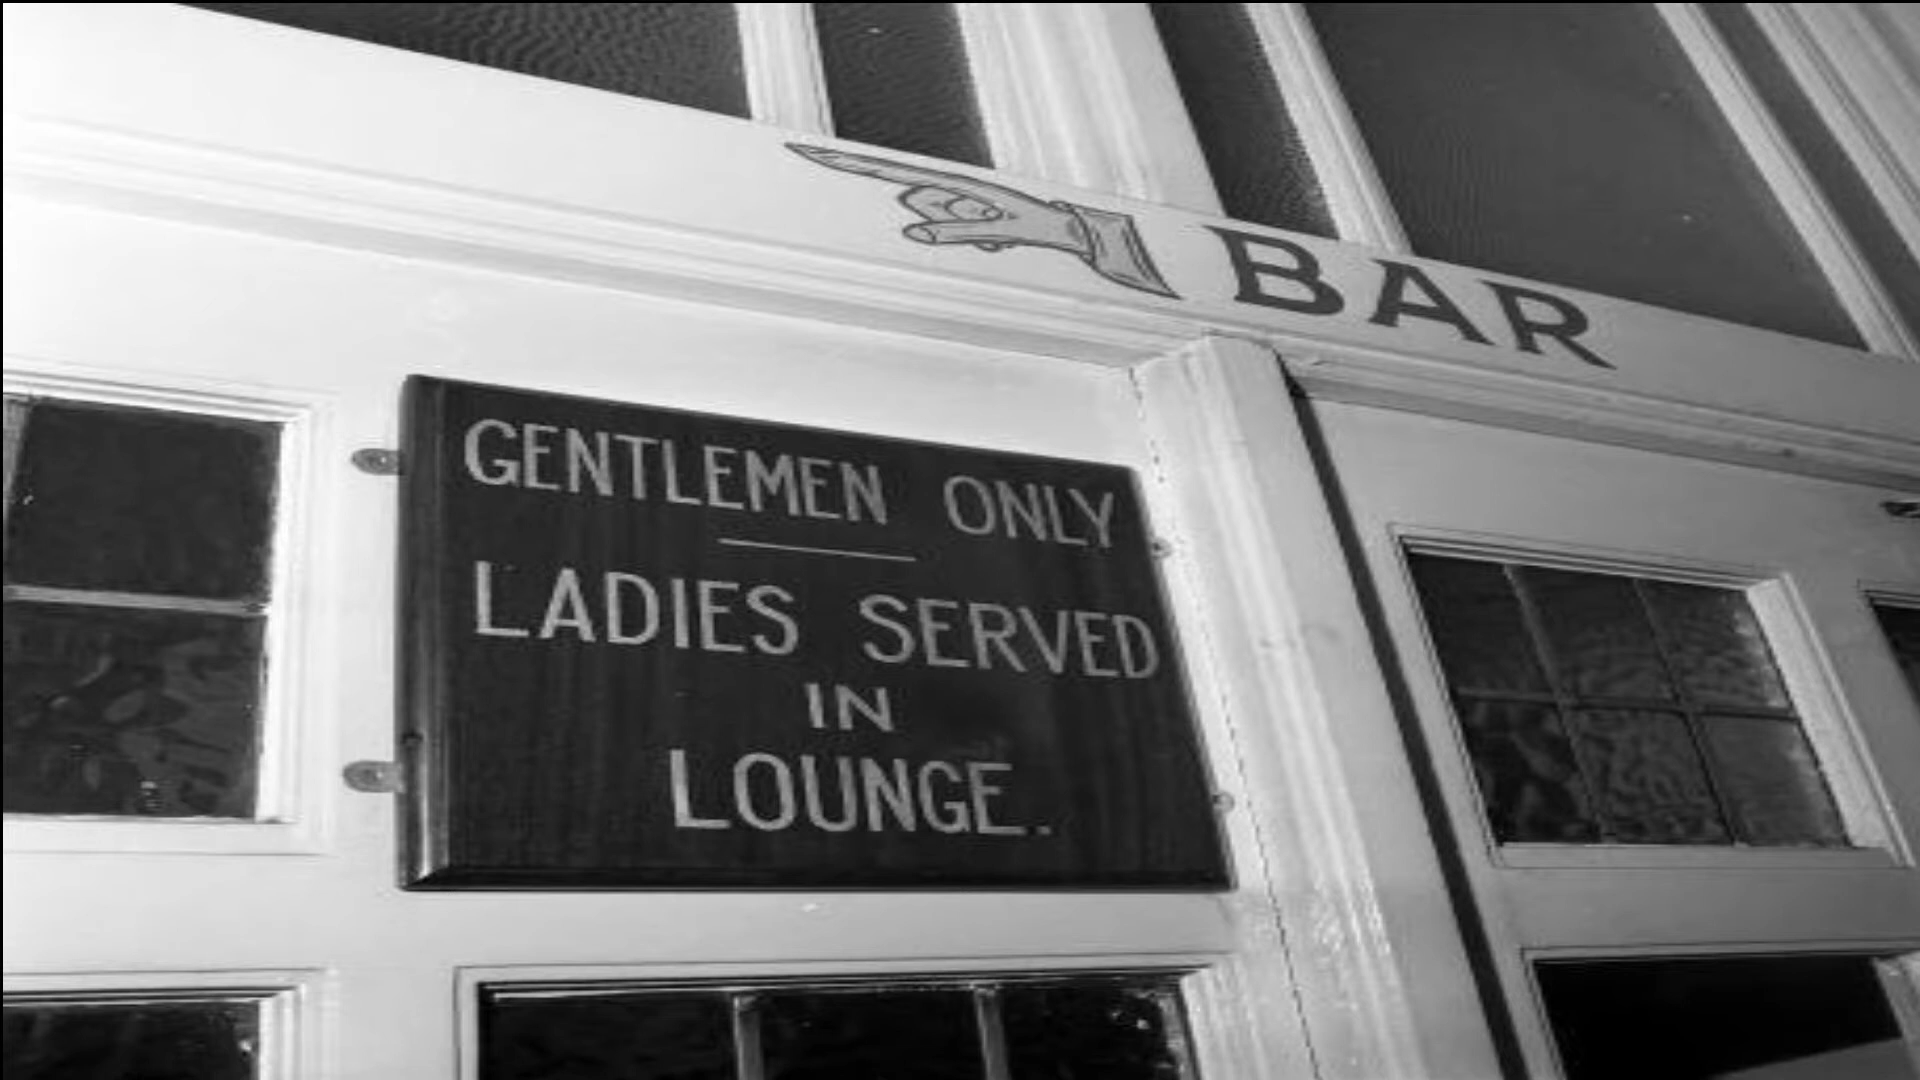 BAR
GENTLEMEN ONLY
LADIES SERVED
IN
LOUNGE.